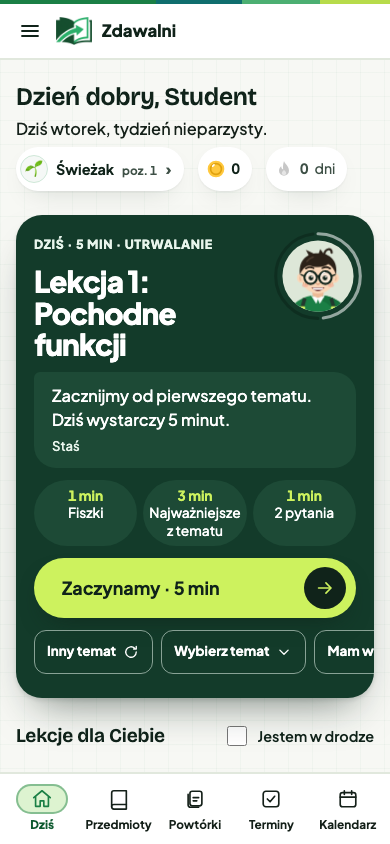 Zdawalni
Dzień dobry, Student
Dziś wtorek, tydzień nieparzysty.
Świeżak poz. 1 ›
0
0 dni
DZIŚ · 5 MIN · UTRWALANIE
Lekcja 1:
Pochodne
funkcji
Zacznijmy od pierwszego tematu.
Dziś wystarczy 5 minut.
Staś
1 min
Fiszki
3 min
Najważniejsze
z tematu
1 min
2 pytania
Zaczynamy · 5 min
Inny temat
Wybierz temat
Mam w
Lekcje dla Ciebie
Jestem w drodze
Dziś
Przedmioty
Powtórki
Terminy
Kalendarz